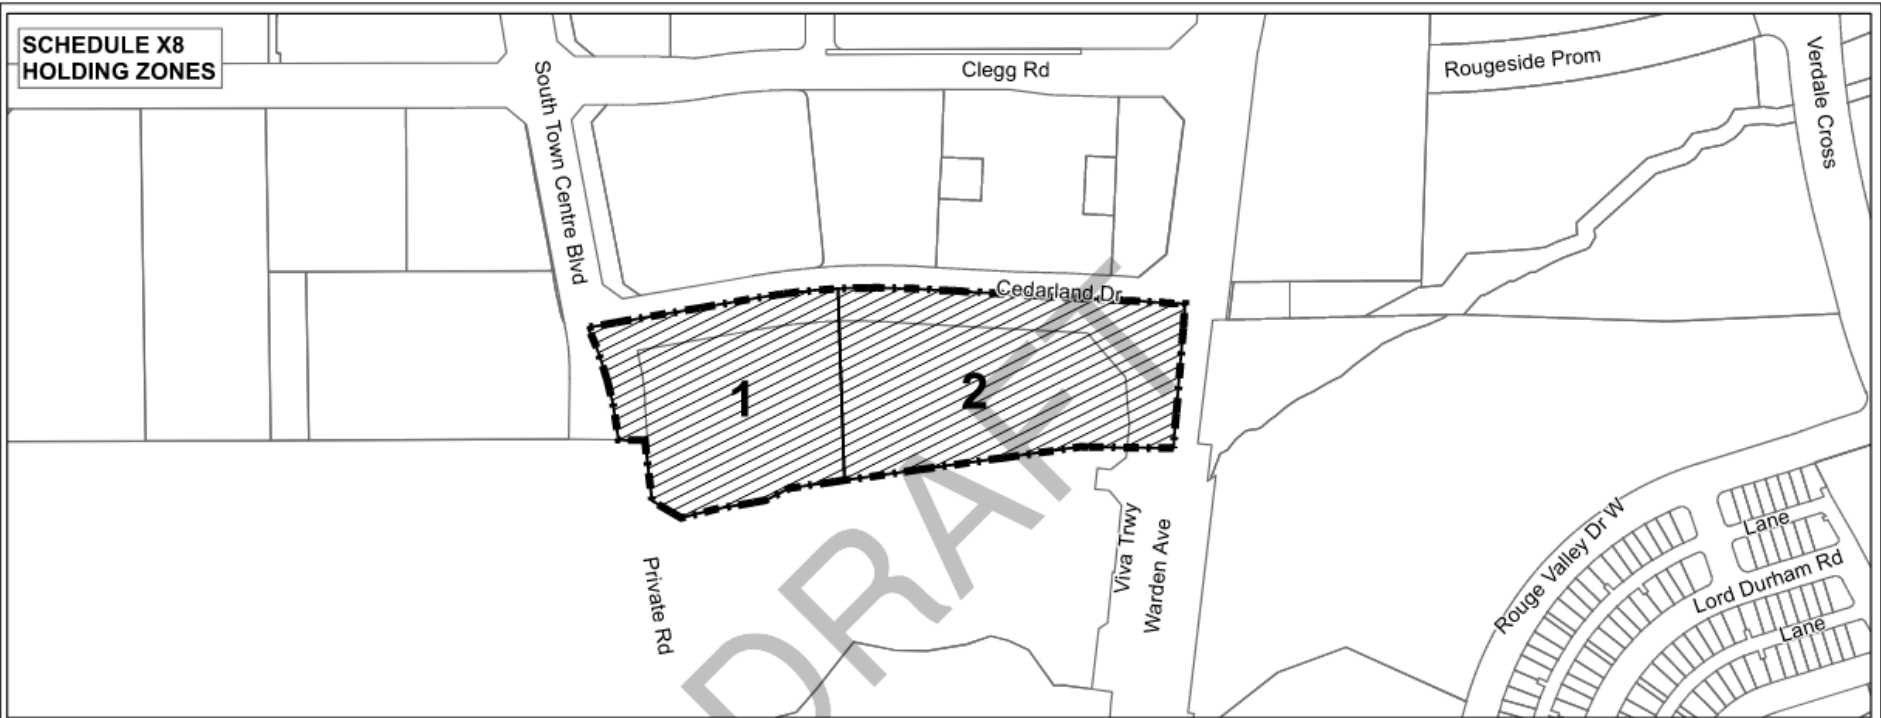 SCHEDULE X8
HOLDING ZONES
Clegg Rd
Rougeside Prom
Verdale Cross
South Town Centre Blvd
Cedarland Dr
1
2
DRAFT
Viva Trwy
Warden Ave
Private Rd
Rouge Valley Dr W
Lane
Lord Durham Rd
Lane